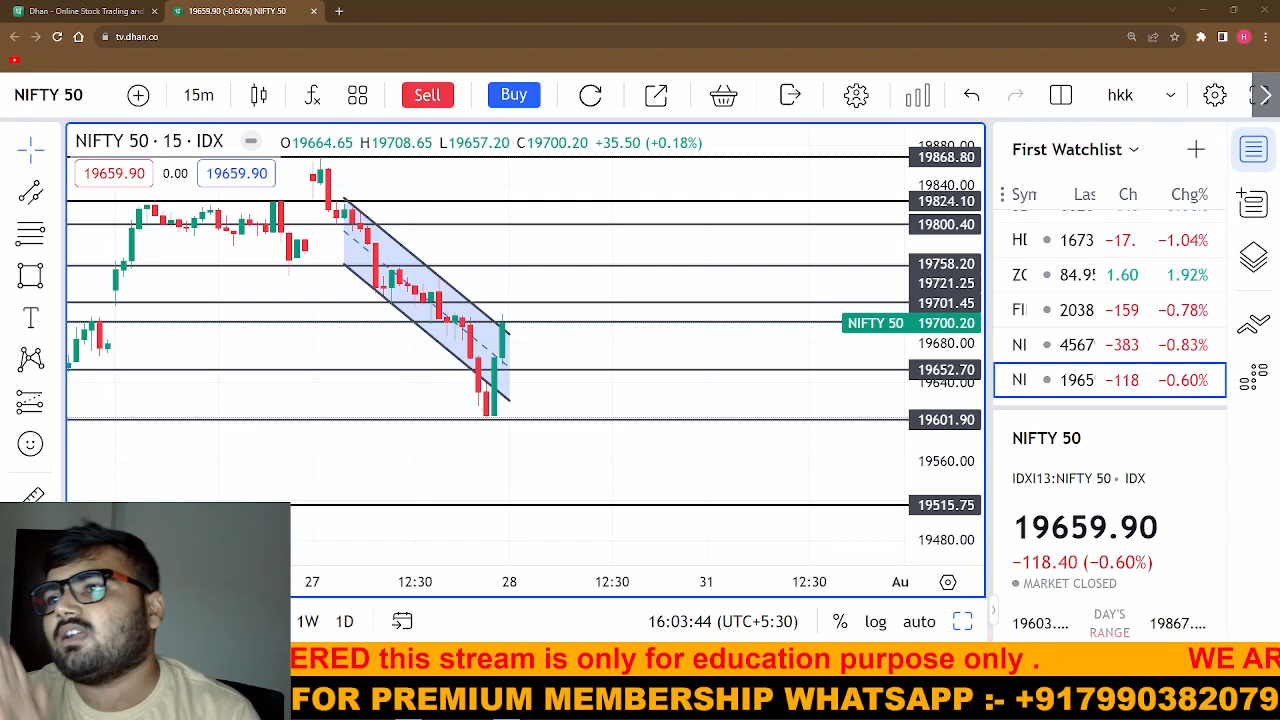 Dhan - Online Stock Trading and
19659.90 (-0.60%) NIFTY 50
tv.dhan.co
NIFTY 50
15m
Sell
Buy
hkk
NIFTY 50 · 15 · IDX
O19664.65 H19708.65 L19657.20 C19700.20 +35.50 (+0.18%)
19659.90
0.00
19659.90
19880.00
19868.80
19840.00
19824.10
19800.40
19758.20
19721.25
19701.45
NIFTY 50 19700.20
19680.00
19652.70
19640.00
19601.90
19560.00
19515.75
19480.00
27
12:30
28
12:30
31
12:30
Au
1W
1D
16:03:44 (UTC+5:30)
%
log
auto
First Watchlist
Sym Las Ch Chg%
HD 1673 −17. −1.04%
ZO 84.95 1.60 1.92%
FI 2038 −159 −0.78%
NI 4567 −383 −0.83%
NI 1965 −118 −0.60%
NIFTY 50
IDXI13:NIFTY 50 • IDX
19659.90
−118.40 (−0.60%)
MARKET CLOSED
19603.... DAY'S RANGE 19867....
ERED this stream is only for education purpose only . WE AR
FOR PREMIUM MEMBERSHIP WHATSAPP :- +917990382079